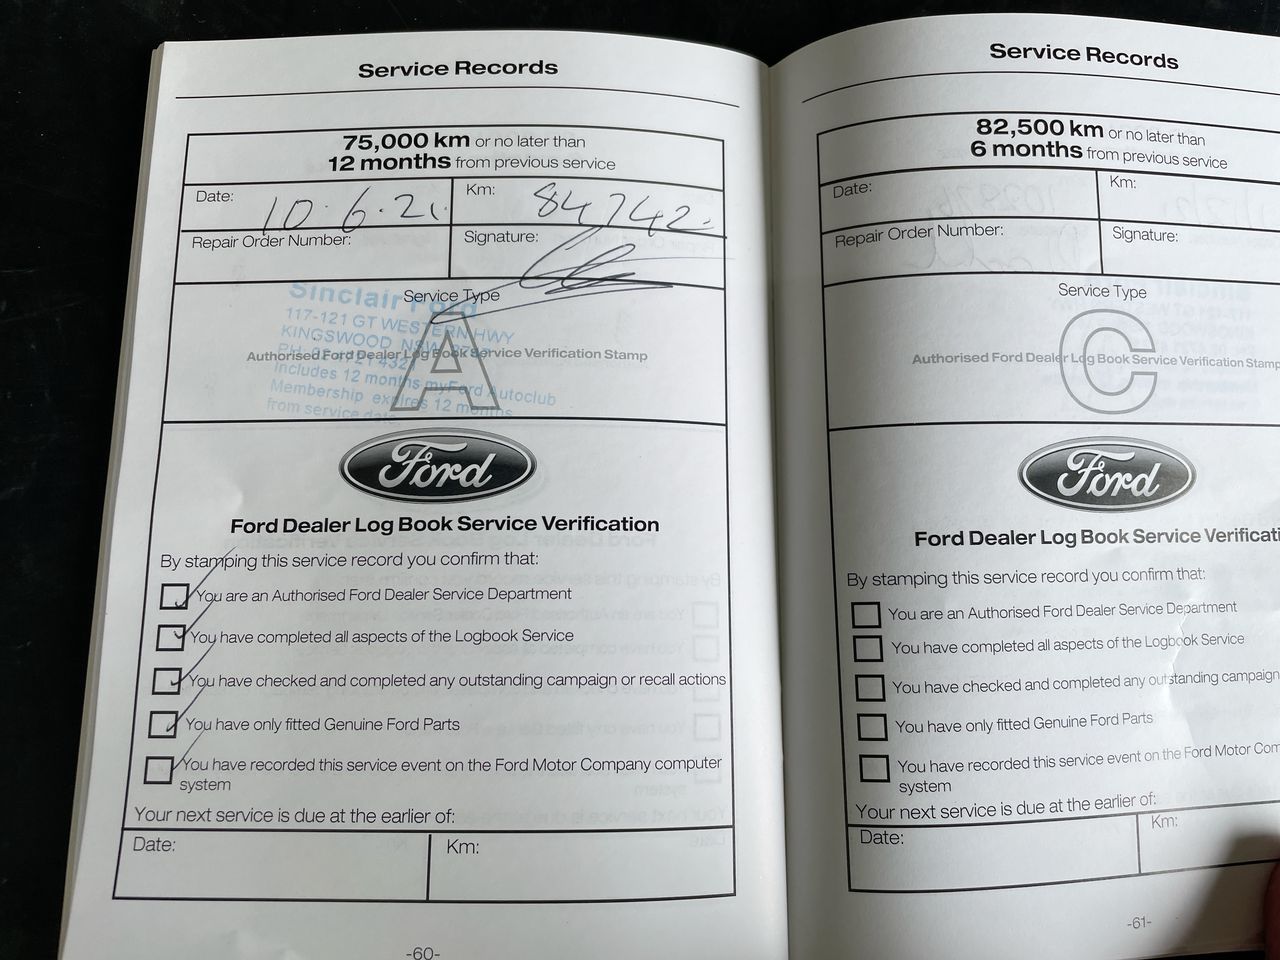 Service Records
75,000 km or no later than
12 months from previous service
Date: 10.6.21.
Km: 84742.
Repair Order Number:
Signature:
Service Type
A
Sinclair Ford
117-121 GT WESTERN HWY
KINGSWOOD NSW
Authorised Ford Dealer Log Book Service Verification Stamp
includes 12 months myFord Autoclub
Membership expires 12 months
from service date
Ford
Ford Dealer Log Book Service Verification
By stamping this service record you confirm that:
You are an Authorised Ford Dealer Service Department
You have completed all aspects of the Logbook Service
You have checked and completed any outstanding campaign or recall actions
You have only fitted Genuine Ford Parts
You have recorded this service event on the Ford Motor Company computer
system
Your next service is due at the earlier of:
Date:
Km:
-60-
Service Records
82,500 km or no later than
6 months from previous service
Date:
Km:
Repair Order Number:
Signature:
Service Type
C
Authorised Ford Dealer Log Book Service Verification Stamp
Ford
Ford Dealer Log Book Service Verificati
By stamping this service record you confirm that:
You are an Authorised Ford Dealer Service Department
You have completed all aspects of the Logbook Service
You have checked and completed any outstanding campaign
You have only fitted Genuine Ford Parts
You have recorded this service event on the Ford Motor Com
system
Your next service is due at the earlier of:
Date:
Km:
-61-